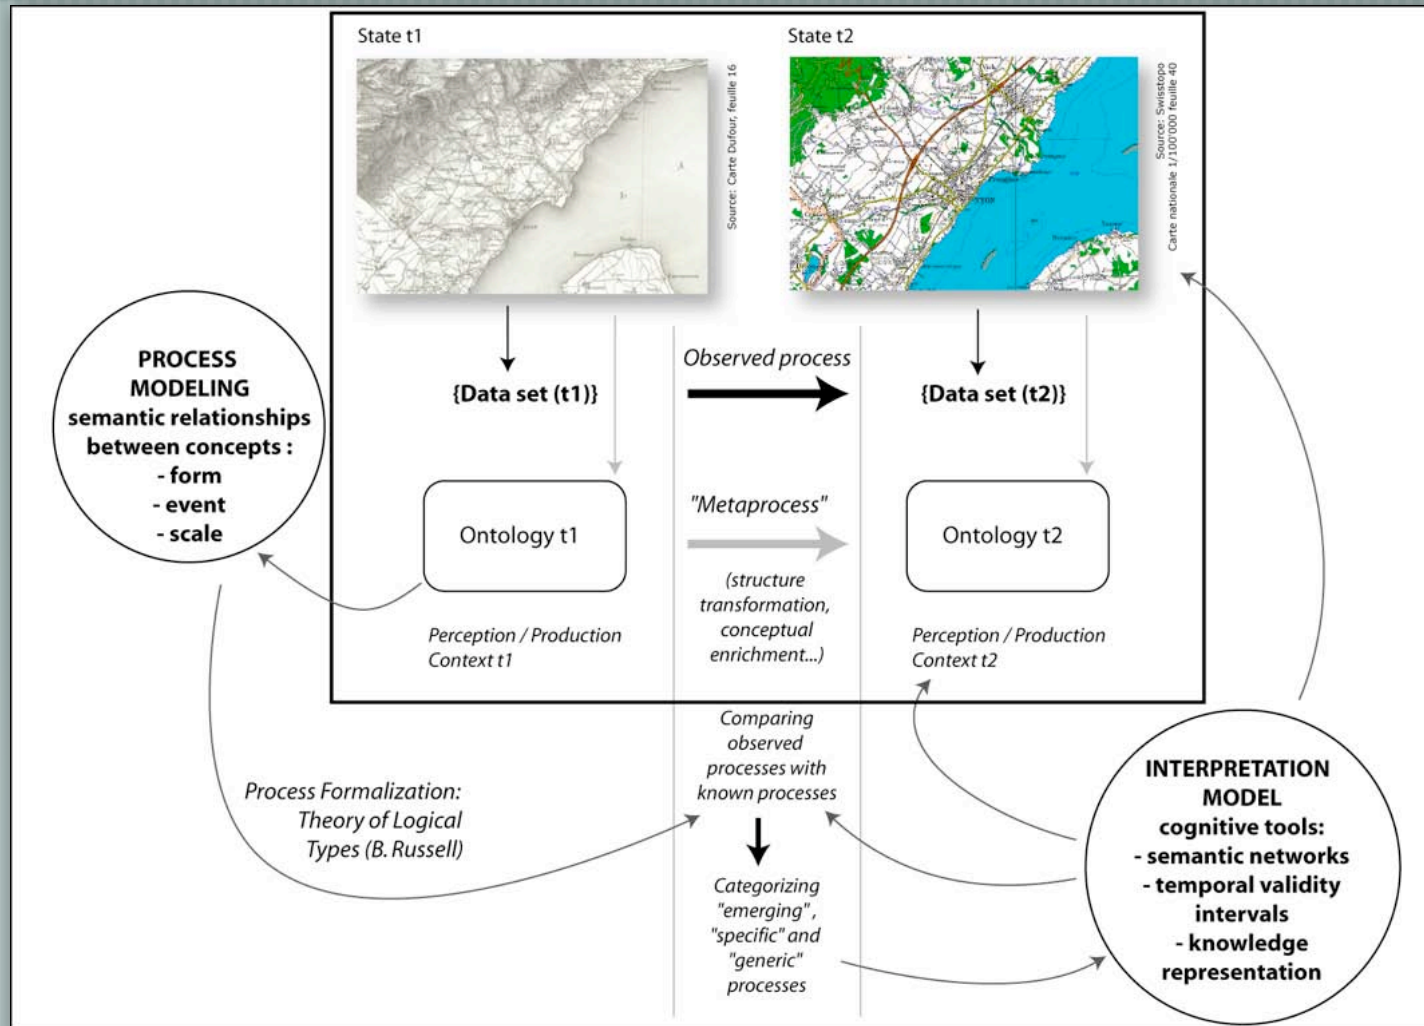 State t1
State t2
Source: Carte Dufour, feuille 16
Source: Swisstopo
Carte nationale 1/100'000 feuille 40
PROCESS
MODELING
semantic relationships
between concepts :
- form
- event
- scale
{Data set (t1)}
Observed process
{Data set (t2)}
Ontology t1
"Metaprocess"
Ontology t2
(structure
transformation,
conceptual
enrichment...)
Perception / Production
Context t1
Perception / Production
Context t2
Process Formalization:
Theory of Logical
Types (B. Russell)
Comparing
observed
processes with
known processes
Categorizing
"emerging",
"specific" and
"generic"
processes
INTERPRETATION
MODEL
cognitive tools:
- semantic networks
- temporal validity
intervals
- knowledge
representation